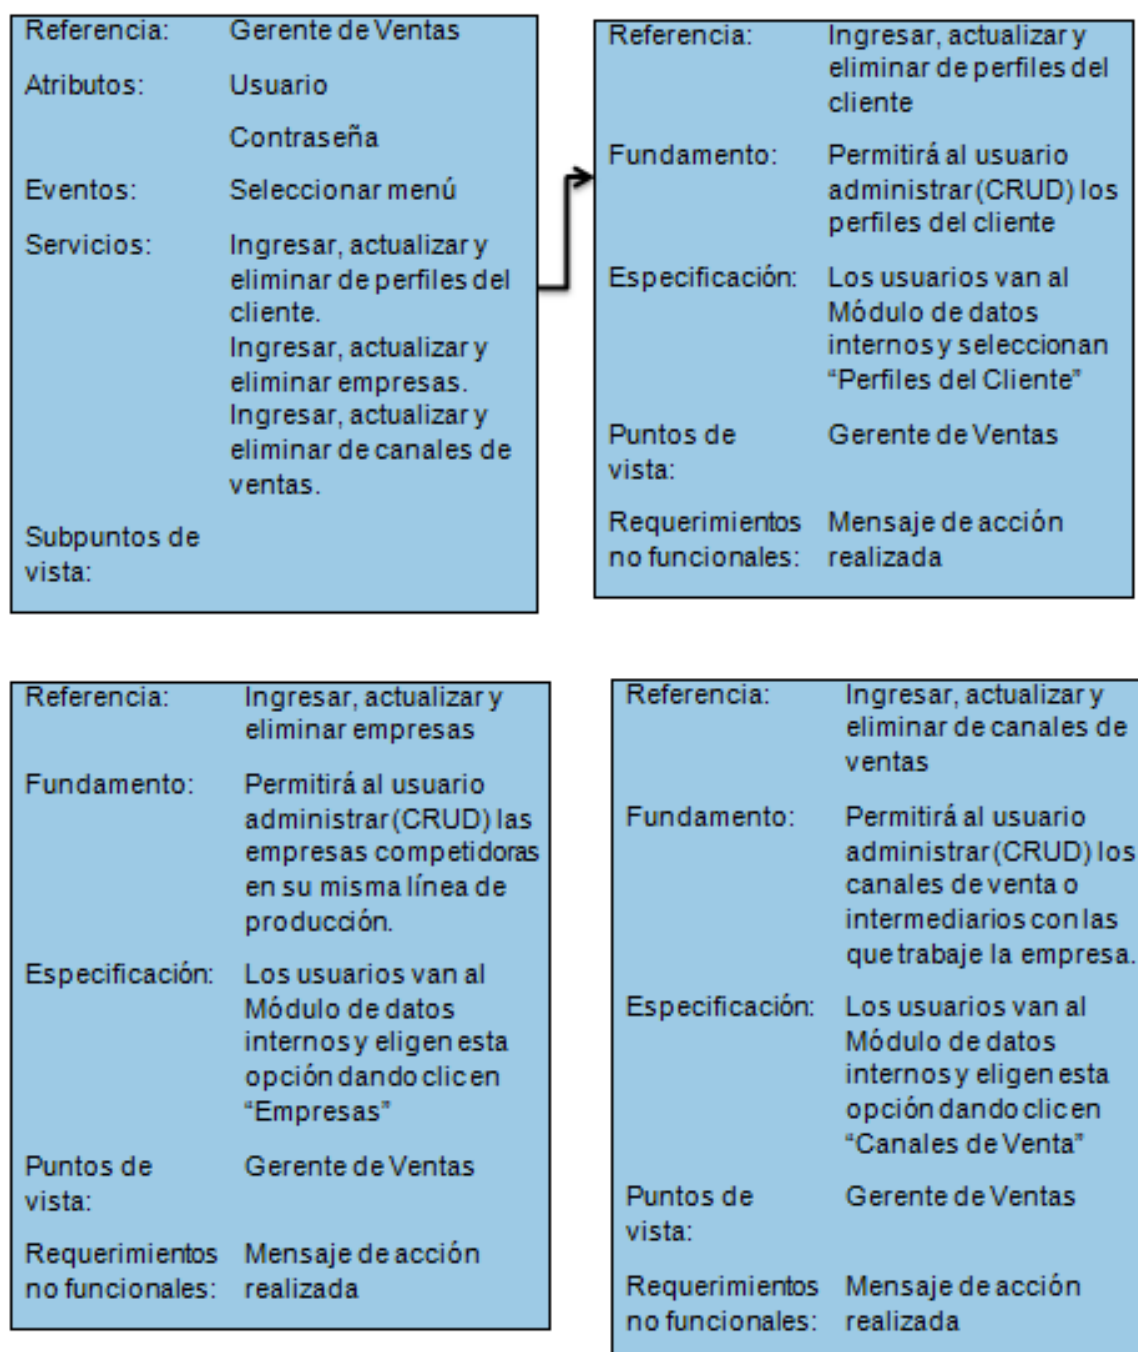 Referencia: Gerente de Ventas
Atributos: Usuario
Contraseña
Eventos: Seleccionar menú
Servicios: Ingresar, actualizar y
eliminar de perfiles del
cliente.
Ingresar, actualizar y
eliminar empresas.
Ingresar, actualizar y
eliminar de canales de
ventas.
Subpuntos de
vista:
Referencia: Ingresar, actualizar y
eliminar de perfiles del
cliente
Fundamento: Permitirá al usuario
administrar (CRUD) los
perfiles del cliente
Especificación: Los usuarios van al
Módulo de datos
internos y seleccionan
“Perfiles del Cliente”
Puntos de Gerente de Ventas
vista:
Requerimientos Mensaje de acción
no funcionales: realizada
Referencia: Ingresar, actualizar y
eliminar empresas
Fundamento: Permitirá al usuario
administrar (CRUD) las
empresas competidoras
en su misma línea de
producción.
Especificación: Los usuarios van al
Módulo de datos
internos y eligen esta
opción dando clic en
“Empresas”
Puntos de Gerente de Ventas
vista:
Requerimientos Mensaje de acción
no funcionales: realizada
Referencia: Ingresar, actualizar y
eliminar de canales de
ventas
Fundamento: Permitirá al usuario
administrar (CRUD) los
canales de venta o
intermediarios con las
que trabaje la empresa.
Especificación: Los usuarios van al
Módulo de datos
internos y eligen esta
opción dando clic en
“Canales de Venta”
Puntos de Gerente de Ventas
vista:
Requerimientos Mensaje de acción
no funcionales: realizada